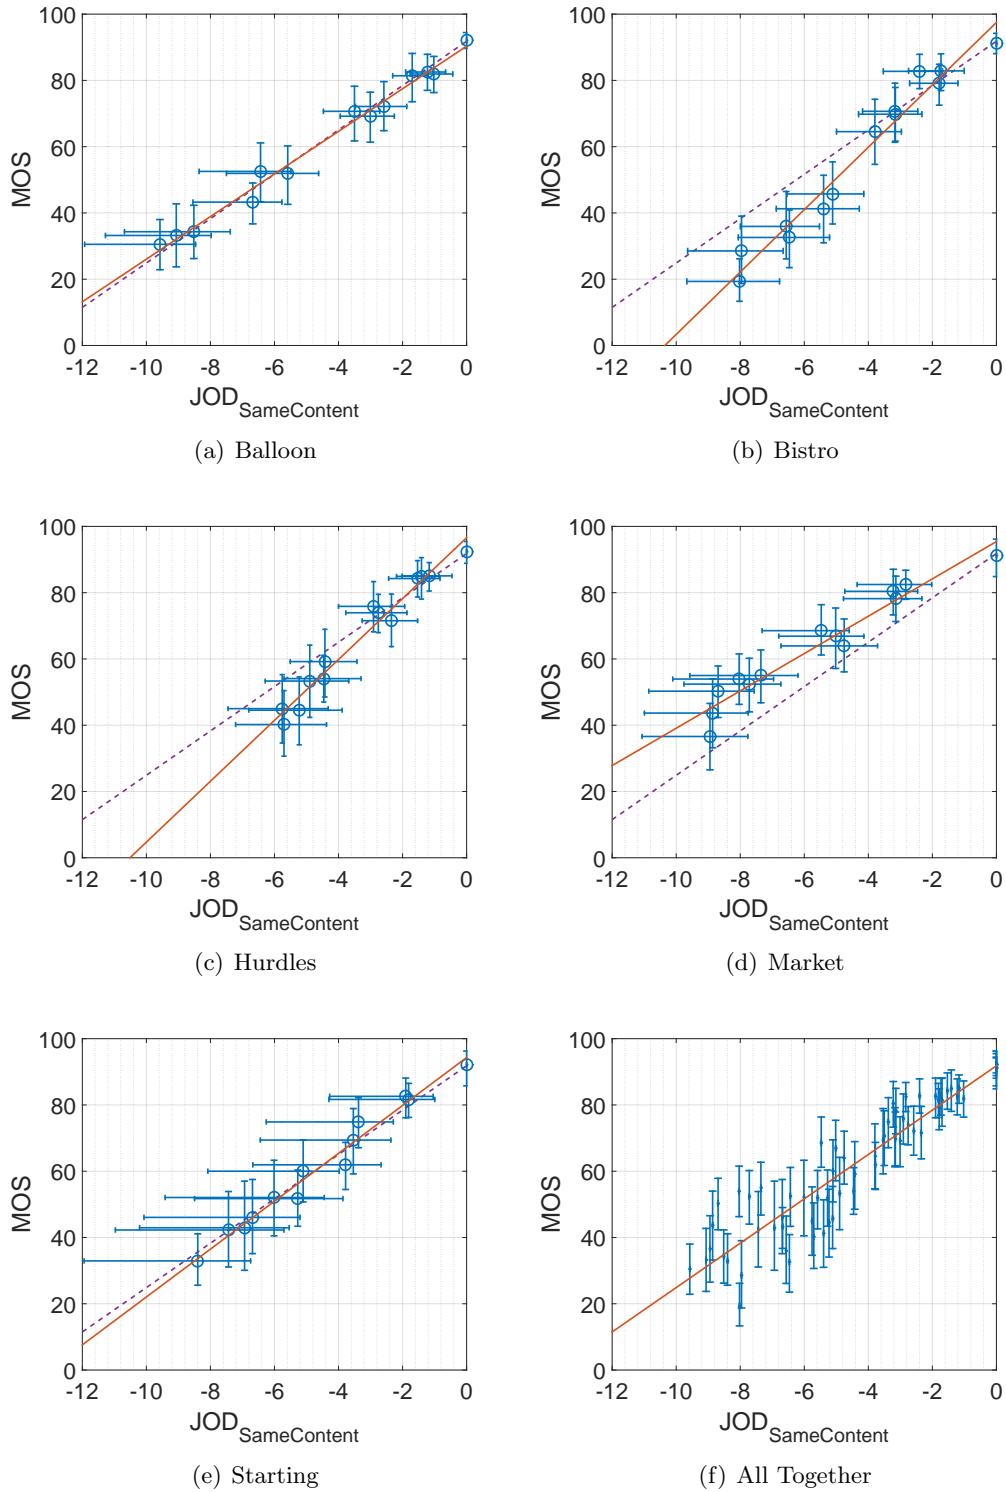 100
80
60
40
20
0
MOS
-12 -10 -8 -6 -4 -2 0
JOD_SameContent
(a) Balloon
100
80
60
40
20
0
MOS
-12 -10 -8 -6 -4 -2 0
JOD_SameContent
(b) Bistro
100
80
60
40
20
0
MOS
-12 -10 -8 -6 -4 -2 0
JOD_SameContent
(c) Hurdles
100
80
60
40
20
0
MOS
-12 -10 -8 -6 -4 -2 0
JOD_SameContent
(d) Market
100
80
60
40
20
0
MOS
-12 -10 -8 -6 -4 -2 0
JOD_SameContent
(e) Starting
100
80
60
40
20
0
MOS
-12 -10 -8 -6 -4 -2 0
JOD_SameContent
(f) All Together